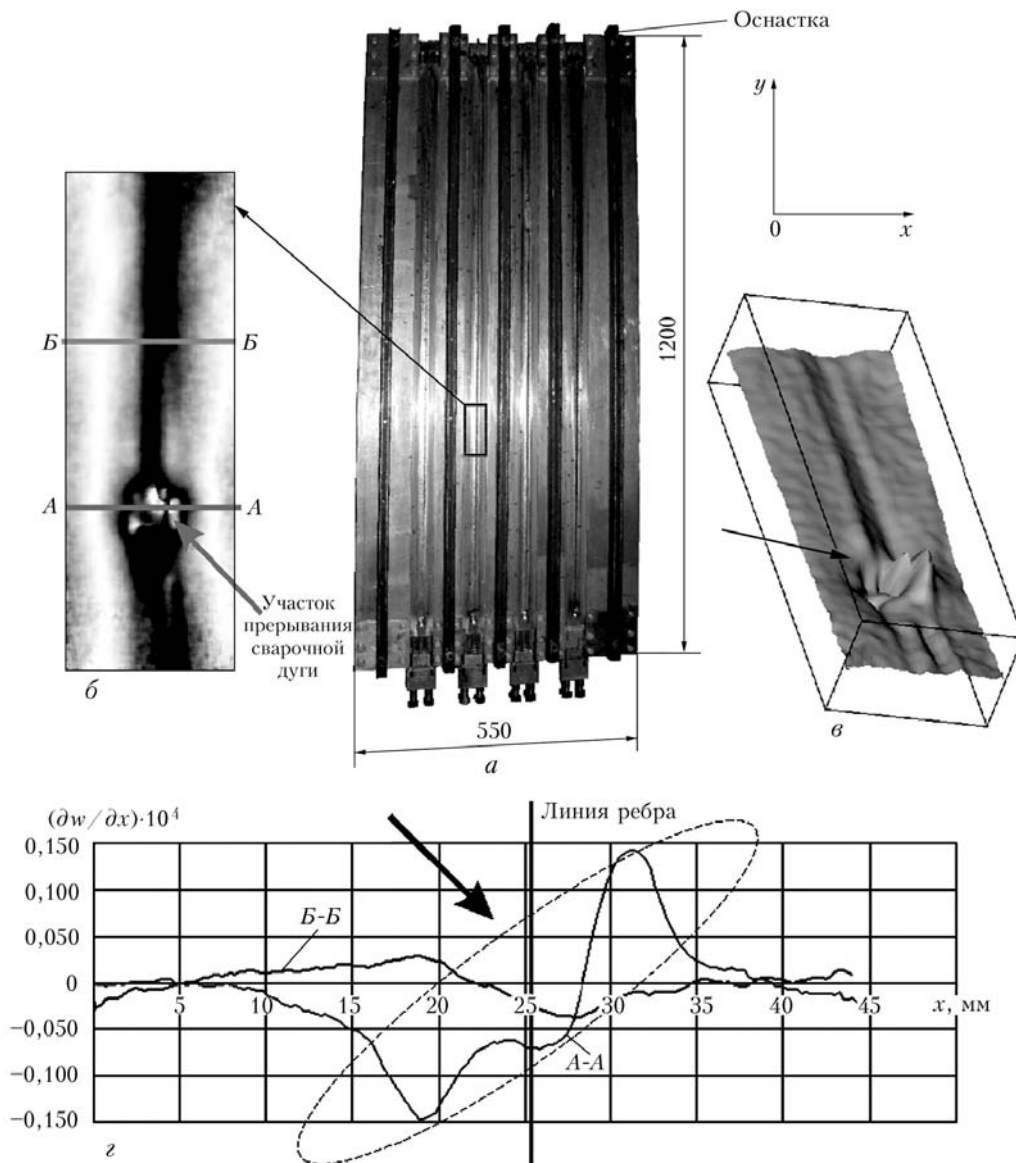 Оснастка
y
0
x
1200
Б
Б
А
А
Участок
прерывания
сварочной
дуги
б
в
550
а
(∂w/∂x)·10⁴
Линия ребра
0,150
0,100
0,050
0
−0,050
−0,100
−0,150
Б-Б
А-А
5
10
15
20
25
30
35
40
45
x, мм
г